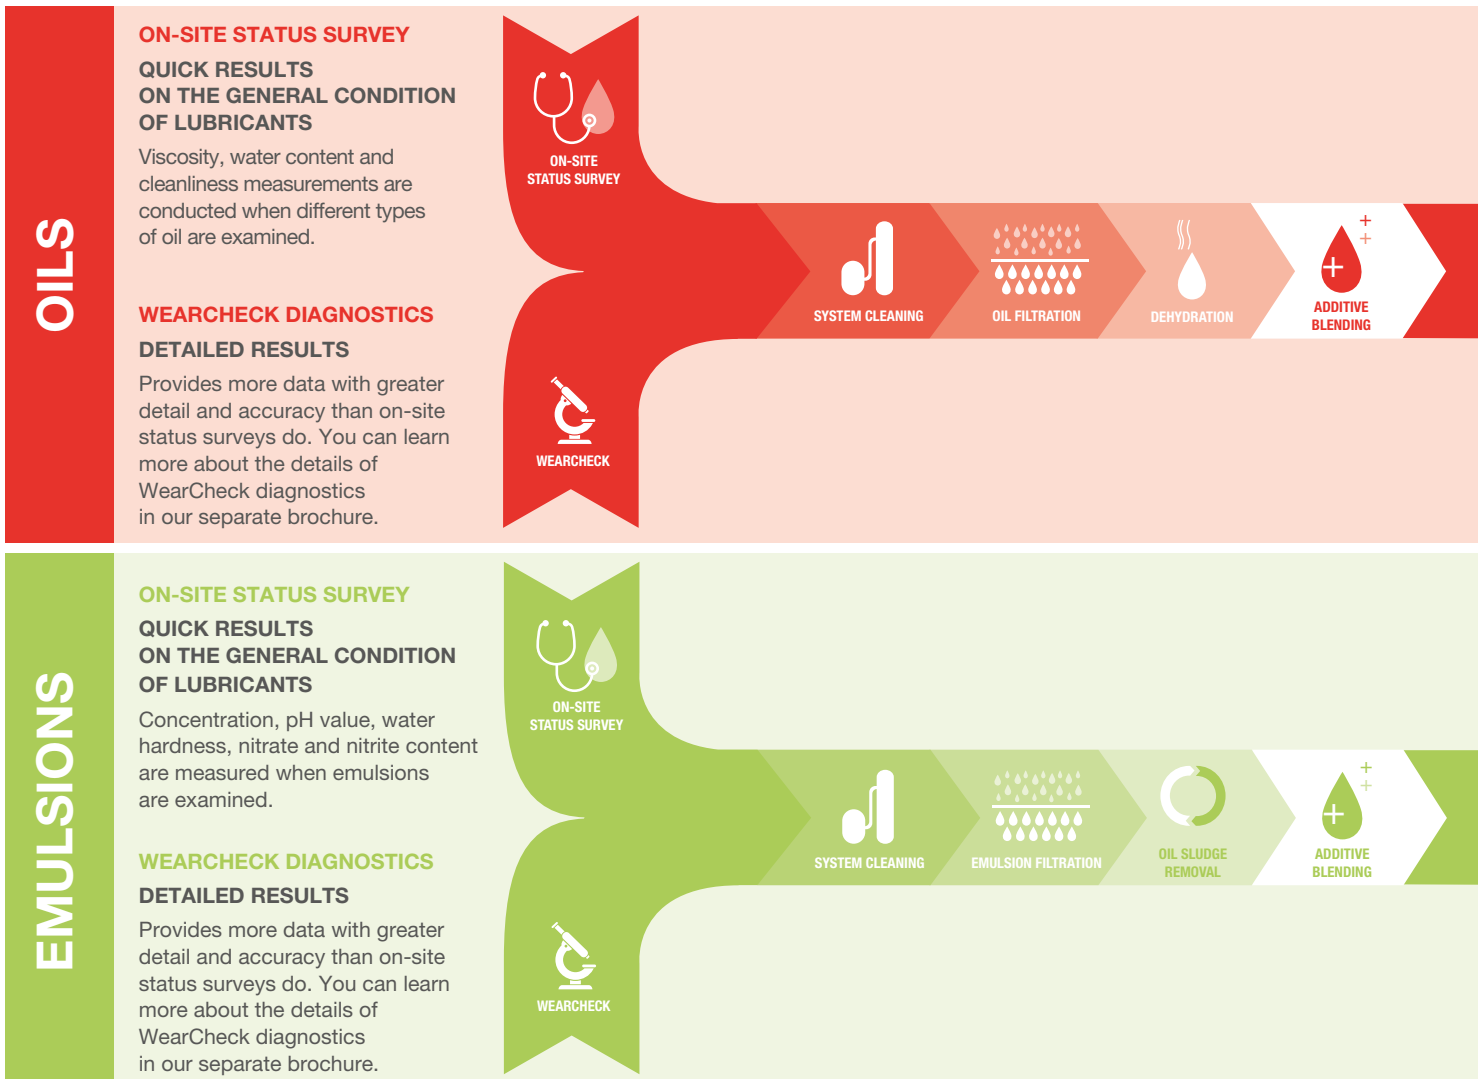 OILS
ON-SITE STATUS SURVEY
QUICK RESULTS
ON THE GENERAL CONDITION
OF LUBRICANTS
Viscosity, water content and
cleanliness measurements are
conducted when different types
of oil are examined.
WEARCHECK DIAGNOSTICS
DETAILED RESULTS
Provides more data with greater
detail and accuracy than on-site
status surveys do. You can learn
more about the details of
WearCheck diagnostics
in our separate brochure.
ON-SITE
STATUS SURVEY
WEARCHECK
SYSTEM CLEANING
OIL FILTRATION
DEHYDRATION
ADDITIVE
BLENDING
EMULSIONS
ON-SITE STATUS SURVEY
QUICK RESULTS
ON THE GENERAL CONDITION
OF LUBRICANTS
Concentration, pH value, water
hardness, nitrate and nitrite content
are measured when emulsions
are examined.
WEARCHECK DIAGNOSTICS
DETAILED RESULTS
Provides more data with greater
detail and accuracy than on-site
status surveys do. You can learn
more about the details of
WearCheck diagnostics
in our separate brochure.
ON-SITE
STATUS SURVEY
WEARCHECK
SYSTEM CLEANING
EMULSION FILTRATION
OIL SLUDGE
REMOVAL
ADDITIVE
BLENDING